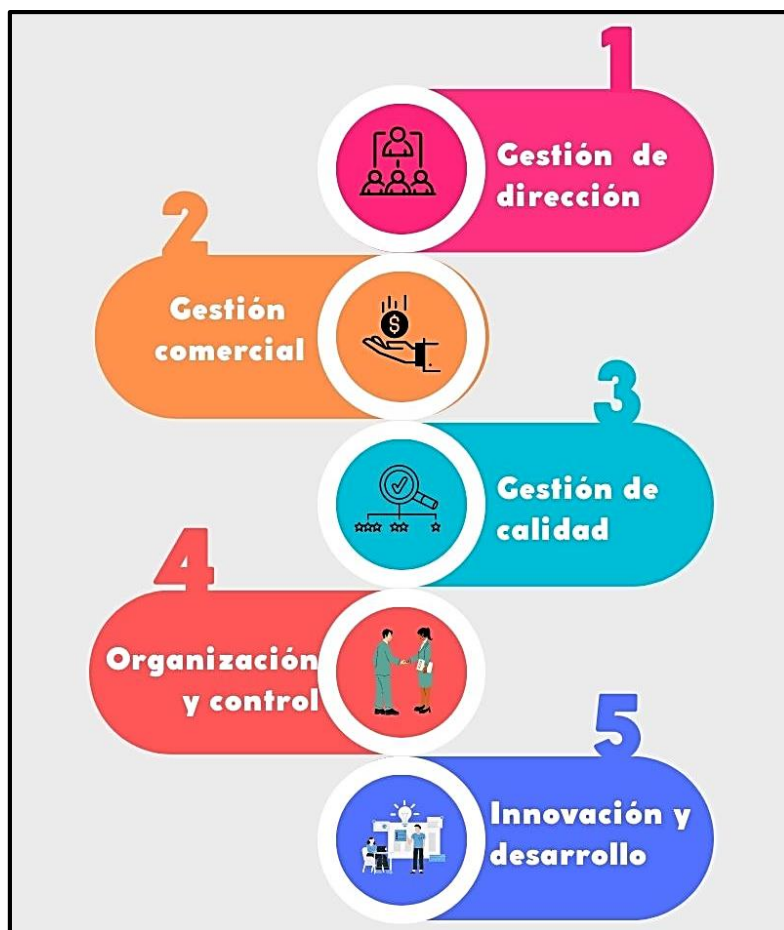 1
Gestión de
dirección
2
Gestión
comercial
$
3
Gestión de
calidad
4
Organización
y control
5
Innovación y
desarrollo